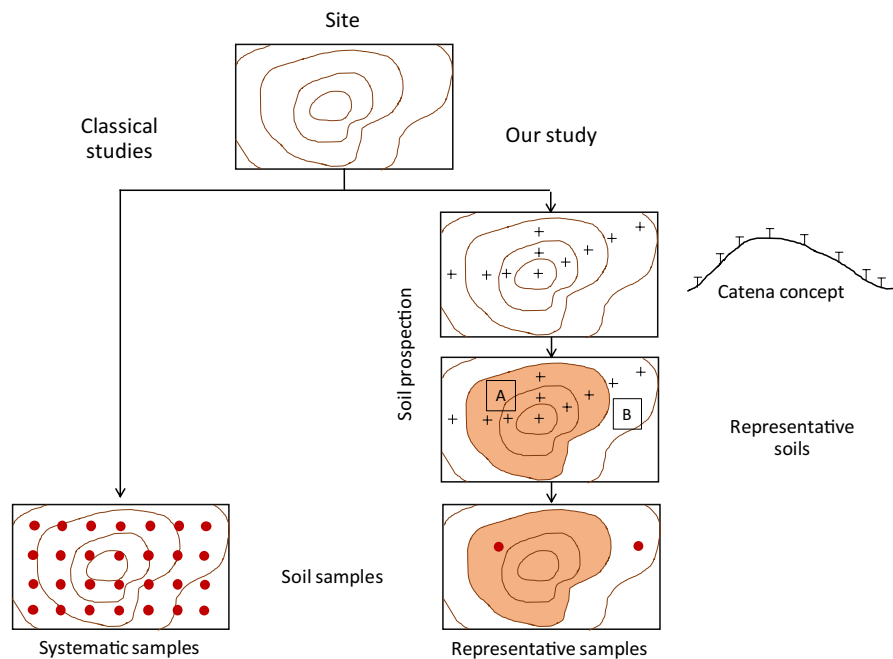 Site
Classical
studies
Our study
Catena concept
Soil prospection
A
B
Representative
soils
Soil samples
Systematic samples
Representative samples